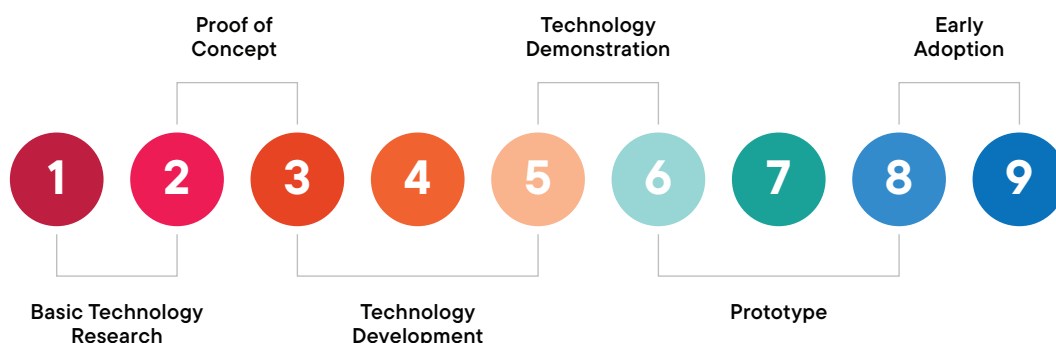 Proof of
Concept
Technology
Demonstration
Early
Adoption
1 2 3 4 5 6 7 8 9
Basic Technology
Research
Technology
Development
Prototype